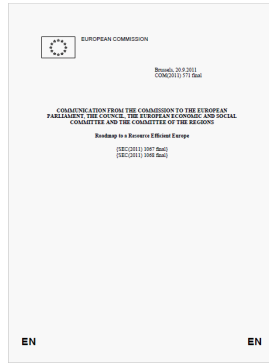 EUROPEAN COMMISSION
Brussels, 20.9.2011
COM(2011) 571 final
COMMUNICATION FROM THE COMMISSION TO THE EUROPEAN
PARLIAMENT, THE COUNCIL, THE EUROPEAN ECONOMIC AND SOCIAL
COMMITTEE AND THE COMMITTEE OF THE REGIONS
Roadmap to a Resource Efficient Europe
{SEC(2011) 1067 final}
{SEC(2011) 1068 final}
EN EN